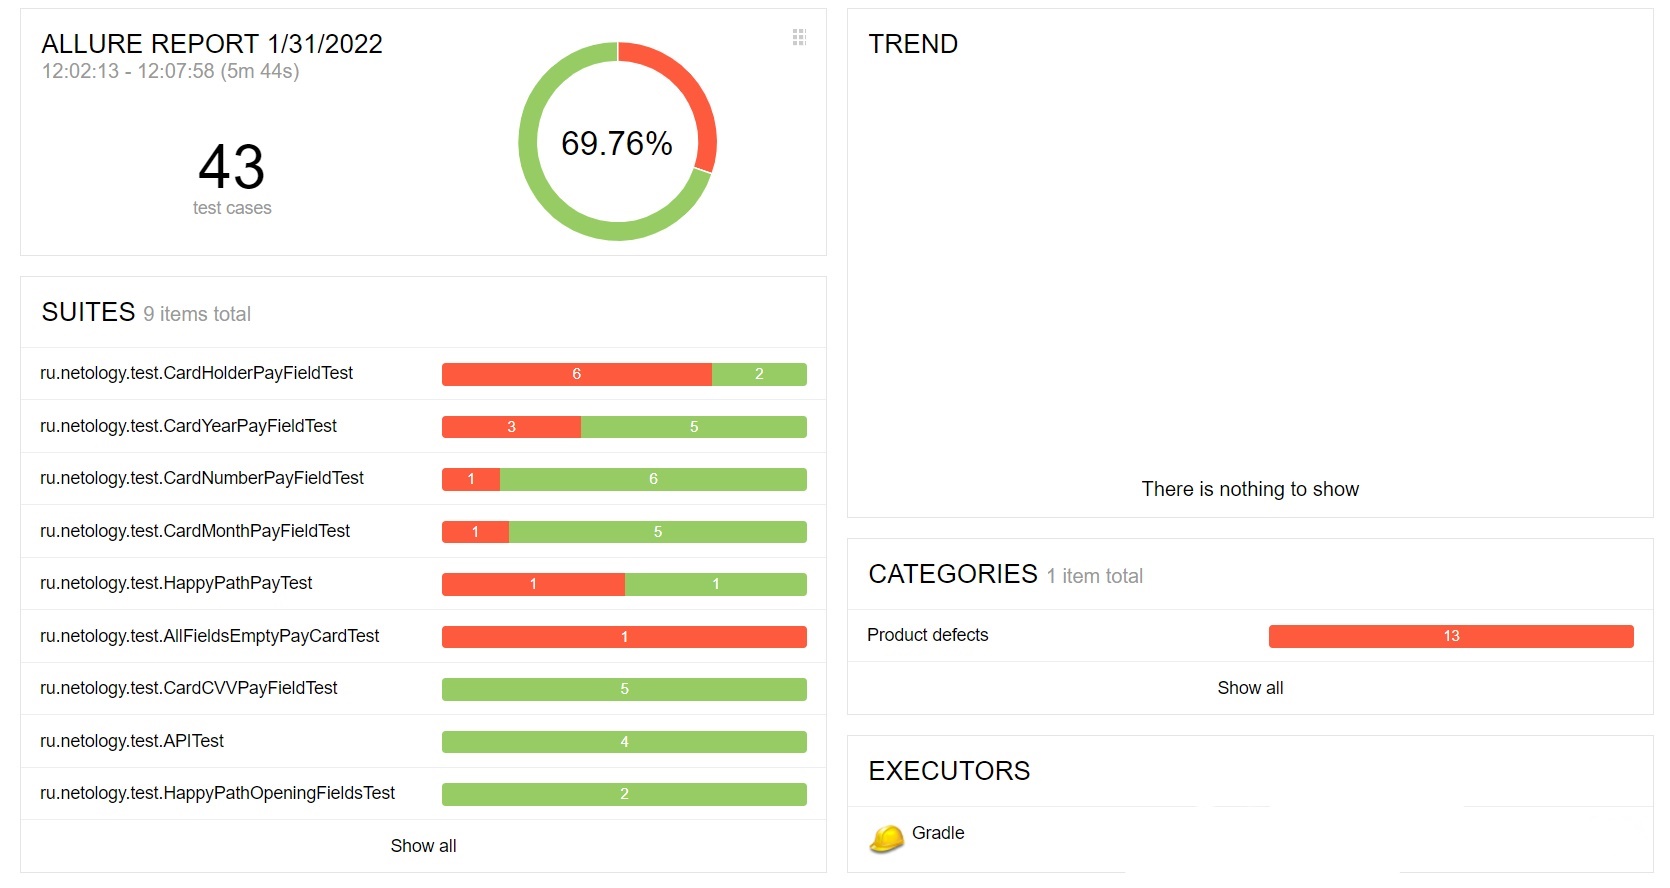 ALLURE REPORT 1/31/2022
12:02:13 - 12:07:58 (5m 44s)
43
test cases
69.76%
SUITES 9 items total
ru.netology.test.CardHolderPayFieldTest 6 2
ru.netology.test.CardYearPayFieldTest 3 5
ru.netology.test.CardNumberPayFieldTest 1 6
ru.netology.test.CardMonthPayFieldTest 1 5
ru.netology.test.HappyPathPayTest 1 1
ru.netology.test.AllFieldsEmptyPayCardTest 1
ru.netology.test.CardCVVPayFieldTest 5
ru.netology.test.APITest 4
ru.netology.test.HappyPathOpeningFieldsTest 2
Show all
TREND
There is nothing to show
CATEGORIES 1 item total
Product defects 13
Show all
EXECUTORS
Gradle